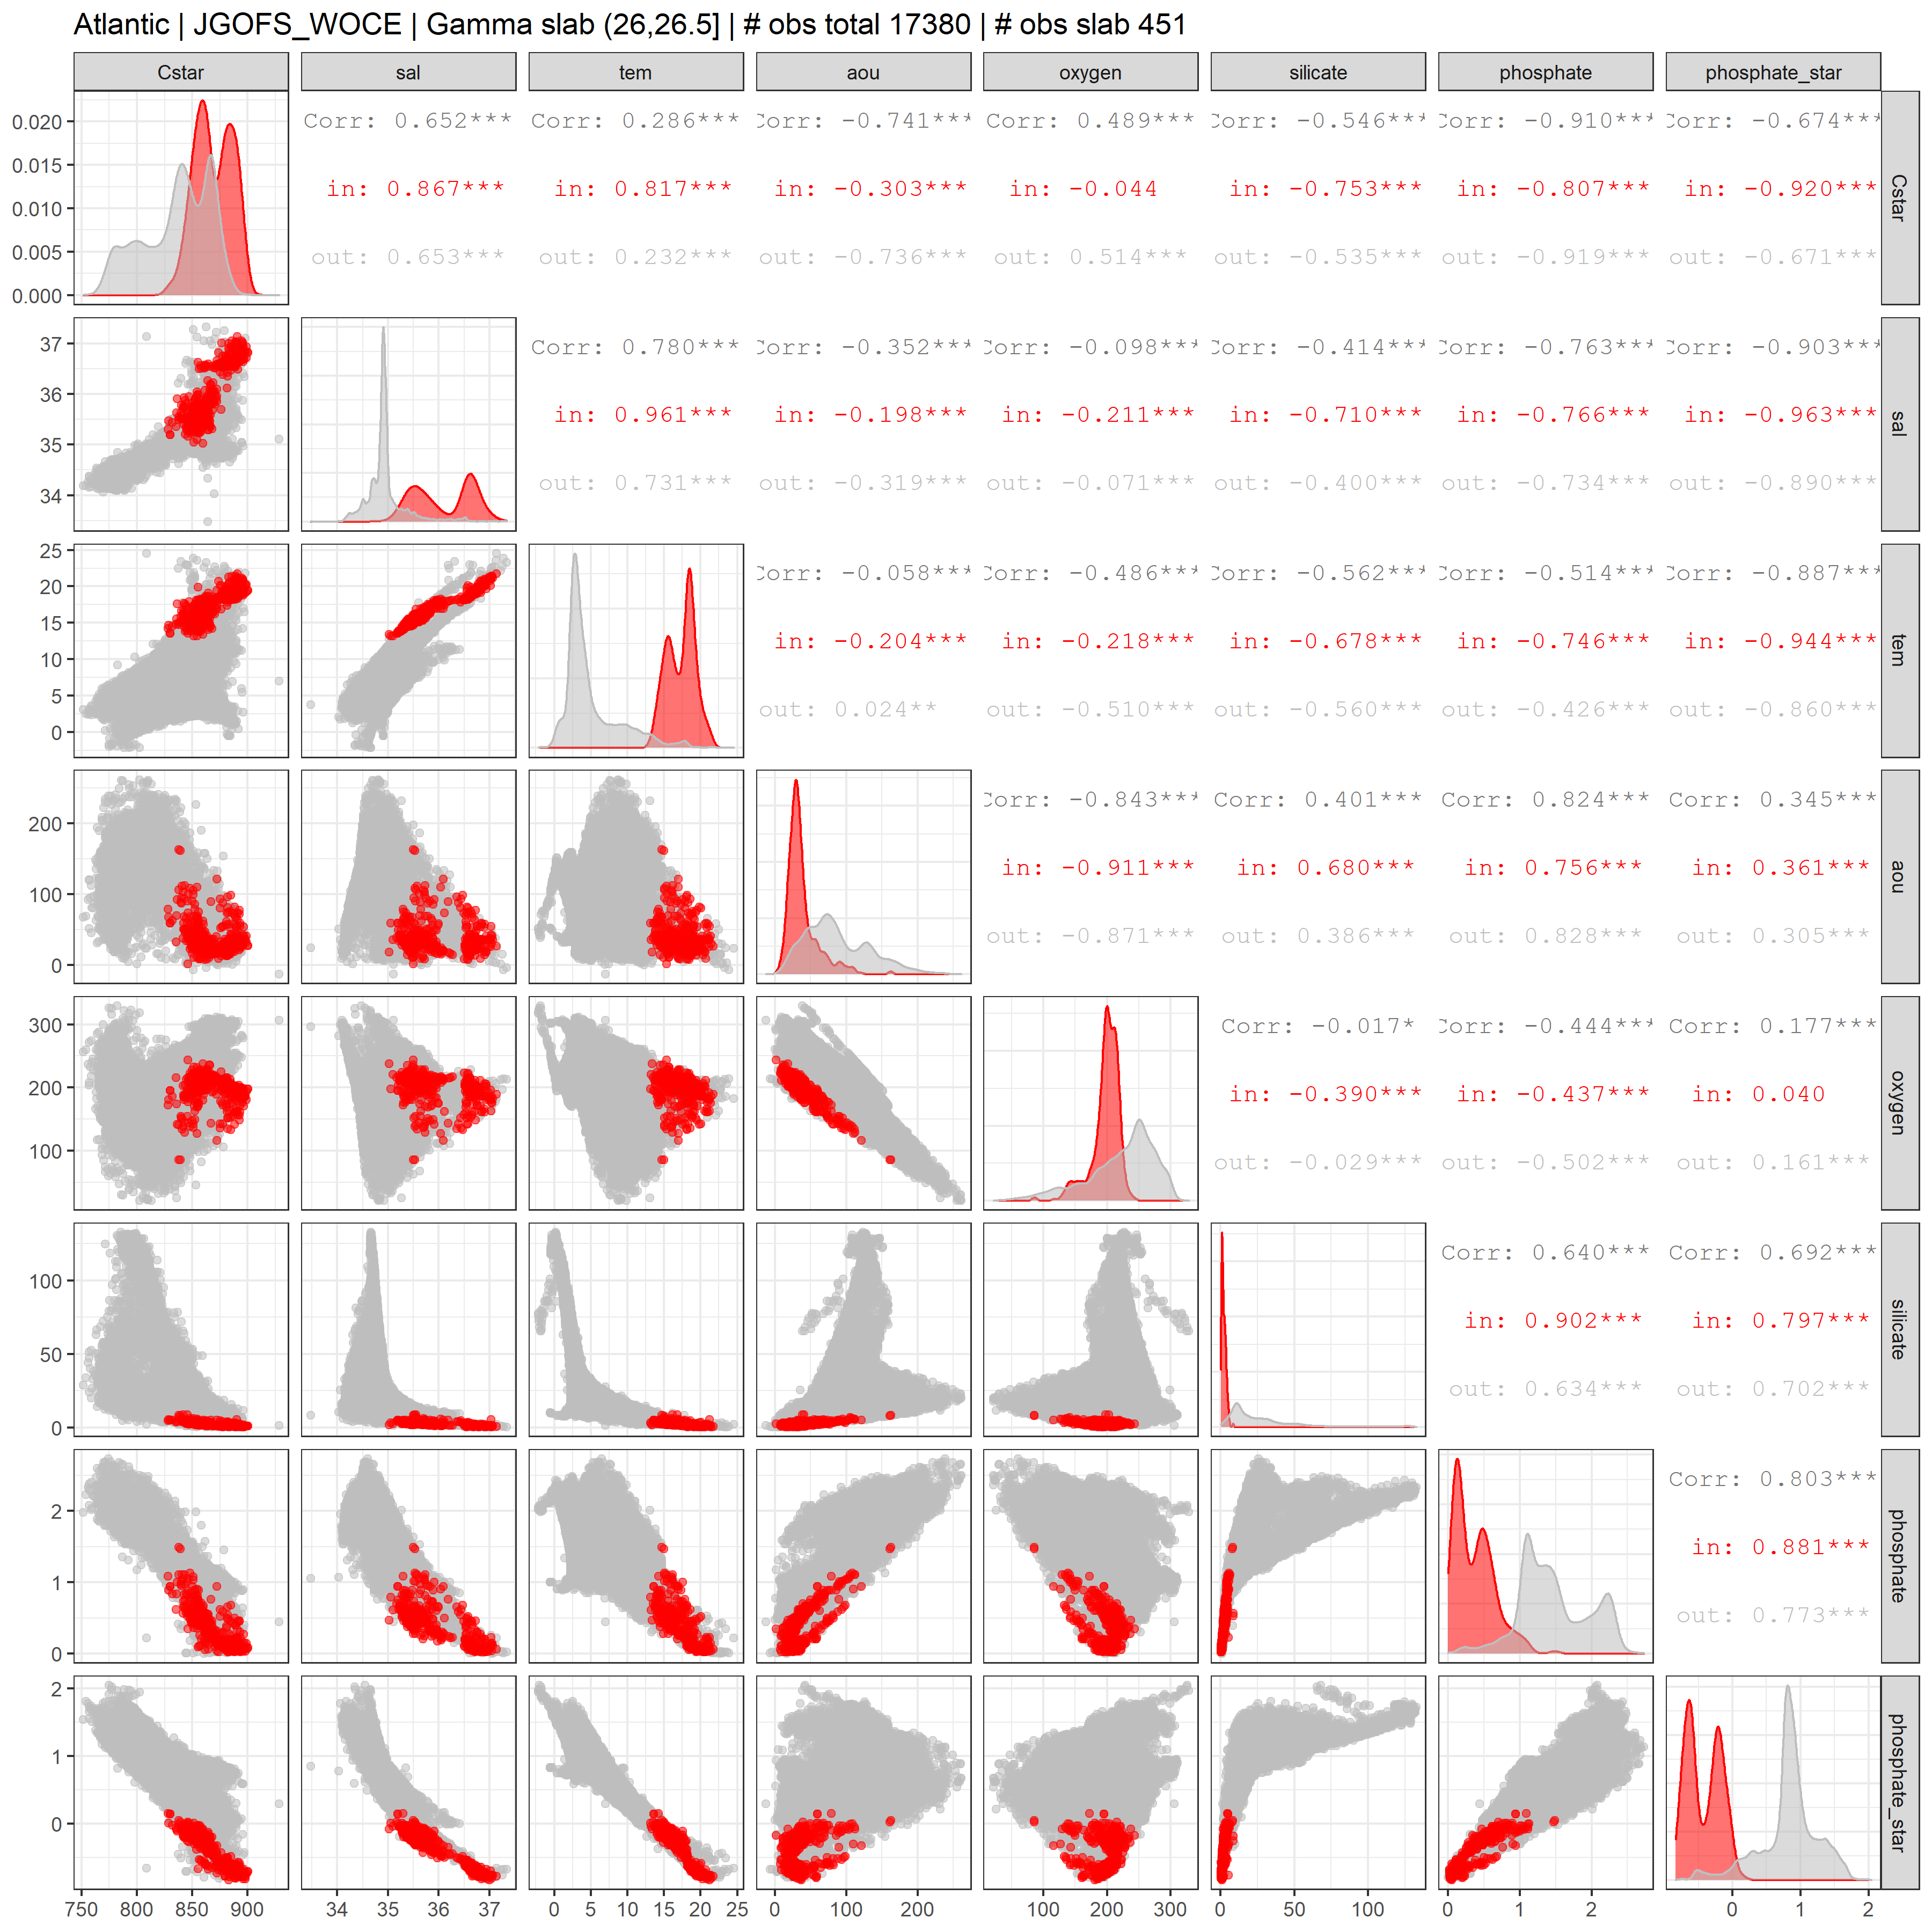 Atlantic | JGOFS_WOCE | Gamma slab (26,26.5] | # obs total 17380 | # obs slab 451
Cstar sal tem aou oxygen silicate phosphate phosphate_star
0.020 Corr: 0.652*** Corr: 0.286*** Corr: -0.741*** Corr: 0.489*** Corr: -0.546*** Corr: -0.910*** Corr: -0.674***
0.015
in: 0.867*** in: 0.817*** in: -0.303*** in: -0.044 in: -0.753*** in: -0.807*** in: -0.920*** Cstar
0.010
0.005 out: 0.653*** out: 0.232*** out: -0.736*** out: 0.514*** out: -0.535*** out: -0.919*** out: -0.671***
0.000
37 Corr: 0.780*** Corr: -0.352*** Corr: -0.098*** Corr: -0.414*** Corr: -0.763*** Corr: -0.903***
36 in: 0.961*** in: -0.198*** in: -0.211*** in: -0.710*** in: -0.766*** in: -0.963*** sal
35
34 out: 0.731*** out: -0.319*** out: -0.071*** out: -0.400*** out: -0.734*** out: -0.890***
25
20 Corr: -0.058*** Corr: -0.486*** Corr: -0.562*** Corr: -0.514*** Corr: -0.887***
15
10 in: -0.204*** in: -0.218*** in: -0.678*** in: -0.746*** in: -0.944*** tem
5
0 out: 0.024** out: -0.510*** out: -0.560*** out: -0.426*** out: -0.860***
200 Corr: -0.843*** Corr: 0.401*** Corr: 0.824*** Corr: 0.345***
100 in: -0.911*** in: 0.680*** in: 0.756*** in: 0.361*** aou
0 out: -0.871*** out: 0.386*** out: 0.828*** out: 0.305***
300 Corr: -0.017* Corr: -0.444*** Corr: 0.177***
200 in: -0.390*** in: -0.437*** in: 0.040 oxygen
100 out: -0.029*** out: -0.502*** out: 0.161***
100 Corr: 0.640*** Corr: 0.692***
50 in: 0.902*** in: 0.797*** silicate
0 out: 0.634*** out: 0.702***
2 Corr: 0.803***
1 in: 0.881*** phosphate
0 out: 0.773***
2
1 phosphate_star
0
750 800 850 900 34 35 36 37 0 5 10 15 20 25 0 100 200 100 200 300 0 50 100 0 1 2 0 1 2